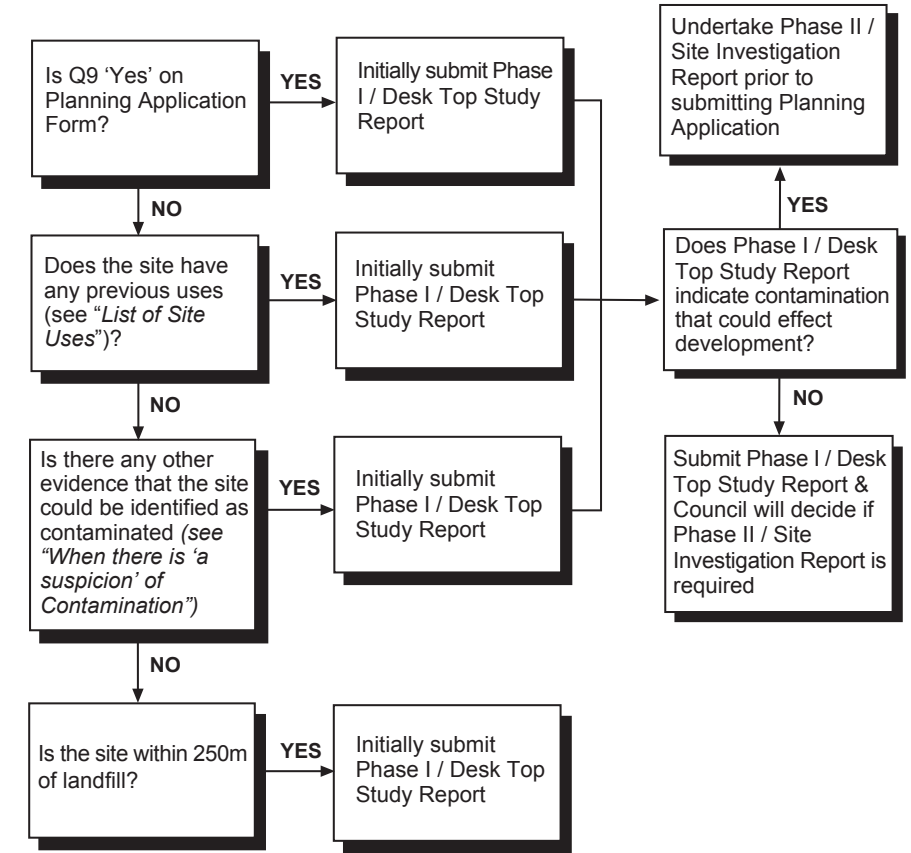 Is Q9 ‘Yes’ on
Planning Application
Form?
YES
Initially submit Phase
I / Desk Top Study
Report
NO
Does the site have
any previous uses
(see “List of Site
Uses”)?
YES
Initially submit
Phase I / Desk Top
Study Report
NO
Is there any other
evidence that the site
could be identified as
contaminated (see
“When there is ‘a
suspicion’ of
Contamination”)
YES
Initially submit
Phase I / Desk Top
Study Report
NO
Is the site within 250m
of landfill?
YES
Initially submit
Phase I / Desk Top
Study Report
Undertake Phase II /
Site Investigation
Report prior to
submitting Planning
Application
YES
Does Phase I / Desk
Top Study Report
indicate contamination
that could effect
development?
NO
Submit Phase I / Desk
Top Study Report &
Council will decide if
Phase II / Site
Investigation Report is
required